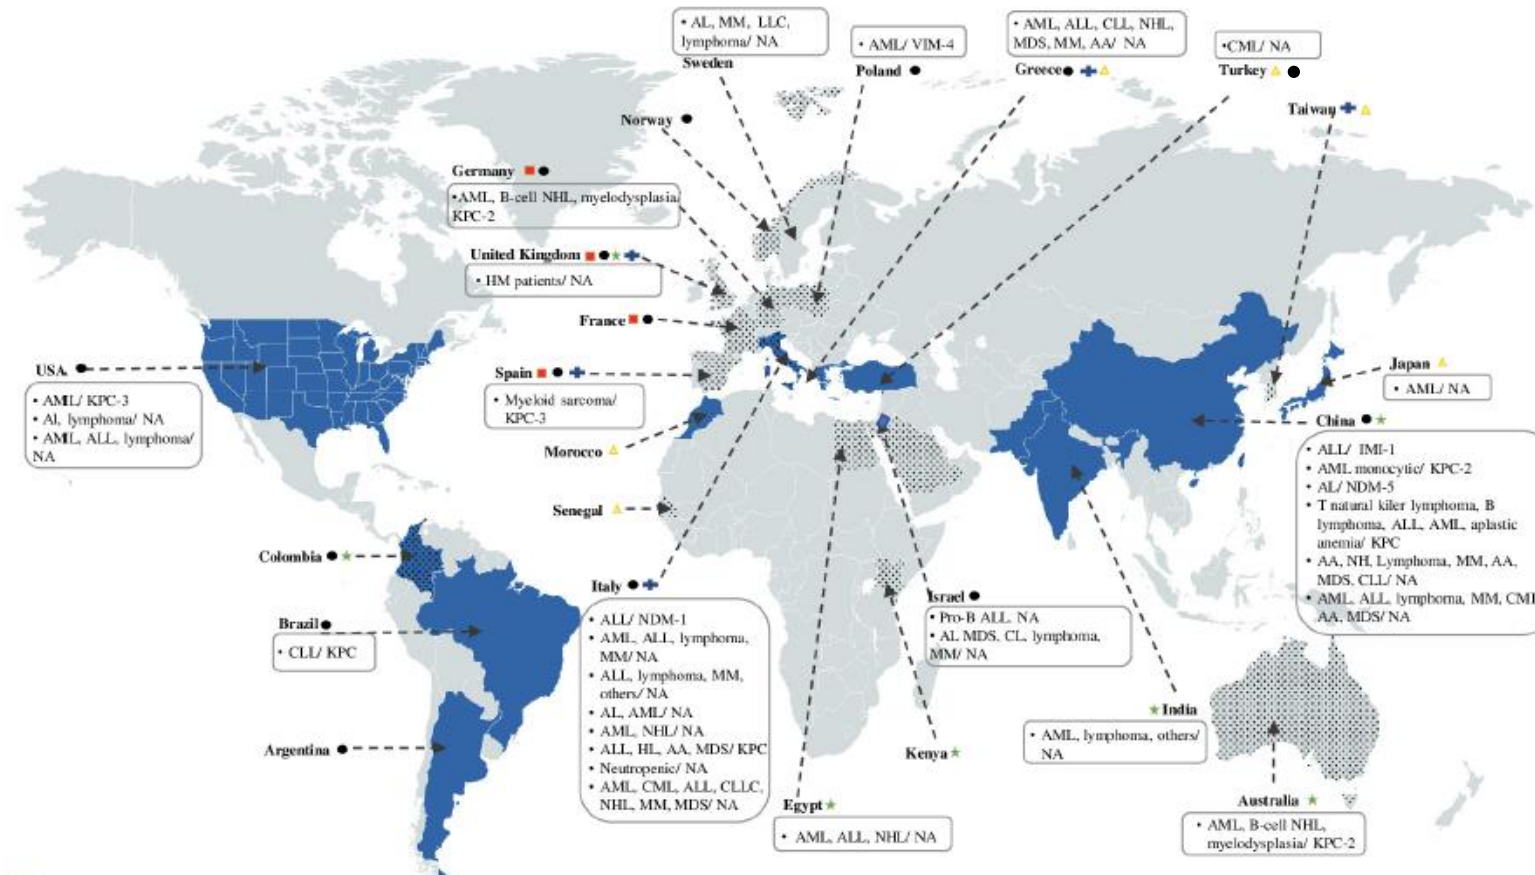 • AL, MM, LLC,
lymphoma/ NA
Sweden
• AML/ VIM-4
Poland
• AML, ALL, CLL, NHL,
MDS, MM, AA/ NA
Greece
•CML/ NA
Turkey
Taiwan
Norway
Germany
•AML, B-cell NHL, myelodysplasia/
KPC-2
United Kingdom
• HM patients/ NA
France
USA
• AML/ KPC-3
• Al, lymphoma/ NA
• AML, ALL, lymphoma/
NA
Spain
• Myeloid sarcoma/
KPC-3
Japan
• AML/ NA
Morocco
China
• ALL/ IMI-1
• AML monocytic/ KPC-2
• AL/ NDM-5
• T natural kiler lymphoma, B
lymphoma, ALL, AML, aplastic
anemia/ KPC
• AA, NH, Lymphoma, MM, AA,
MDS, CLL/ NA
• AML, ALL, lymphoma, MM, CML
AA, MDS/ NA
Senegal
Colombia
Italy
• ALL/ NDM-1
• AML, ALL, lymphoma,
MM/ NA
• ALL, lymphoma, MM,
others/ NA
• AL, AML/ NA
• AML, NHL/ NA
• ALL, HL, AA, MDS/ KPC
• Neutropenic/ NA
• AML, CML, ALL, CLLC,
NHL, MM, MDS/ NA
Israel
• Pro-B ALL. NA
• AL MDS, CL, lymphoma,
MM/ NA
Brazil
• CLL/ KPC
Argentina
India
• AML, lymphoma, others/
NA
Kenya
Egypt
• AML, ALL, NHL/ NA
Australia
• AML, B-cell NHL,
myelodysplasia/ KPC-2